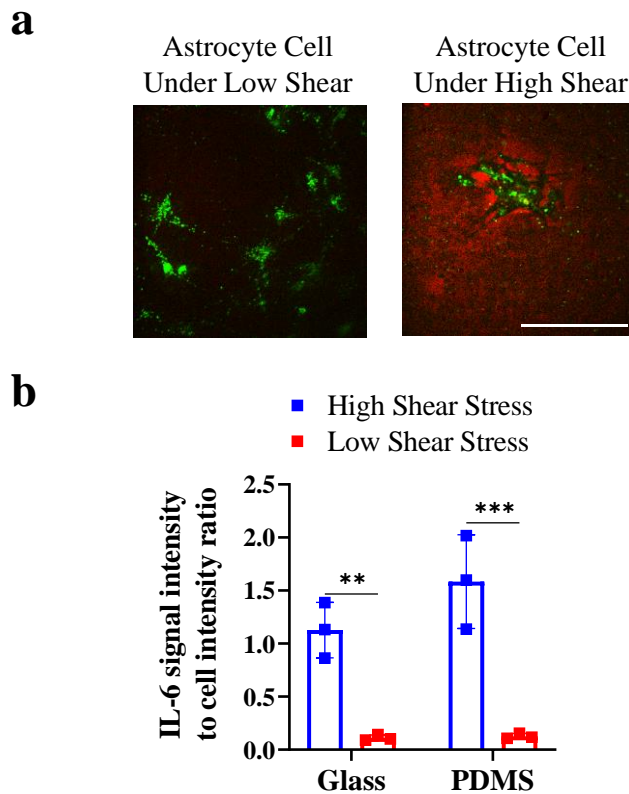 a
Astrocyte Cell
Under Low Shear
Astrocyte Cell
Under High Shear
b
High Shear Stress
Low Shear Stress
IL-6 signal intensity
to cell intensity ratio
2.5
2.0
1.5
1.0
0.5
0.0
**
***
Glass
PDMS